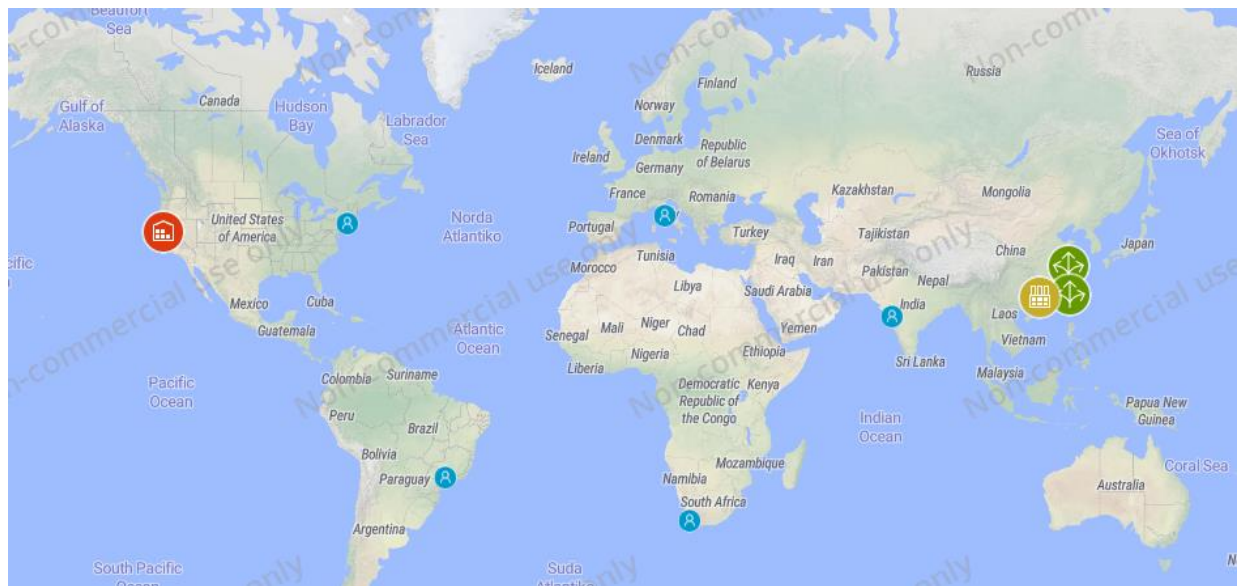 Beaufort
Sea
Non-commercial use only
Iceland
Russia
Finland
Canada
Gulf of
Alaska
Hudson
Bay
Norway
Labrador
Sea
Sea of
Okhotsk
Denmark
Republic
of Belarus
Ireland
Germany
Kazakhstan
Mongolia
France
Romania
United States
of America
Norda
Atlantiko
Portugal
Turkey
Tajikistan
China
Japan
Tunisia
Iraq
Iran
Morocco
Pakistan
Nepal
Libya
Saudi Arabia
Mexico
Cuba
India
Laos
Guatemala
Atlantic
Ocean
Senegal
Mali
Niger
Chad
Yemen
Vietnam
Nigeria
Ethiopia
Liberia
Sri Lanka
Malaysia
Colombia
Suriname
Pacific
Ocean
Democratic
Republic of
the Congo
Kenya
Peru
Indian
Ocean
Papua New
Guinea
Brazil
Bolivia
Mozambique
Coral Sea
Paraguay
Namibia
Australia
South Africa
Argentina
South Pacific
Ocean
Suda
Atlantiko